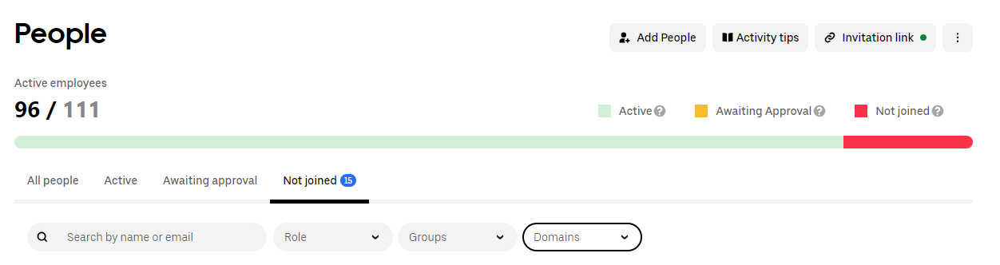 People
Add People
Activity tips
Invitation link
Active employees
96 / 111
Active ?
Awaiting Approval ?
Not joined ?
All people
Active
Awaiting approval
Not joined 15
Search by name or email
Role
Groups
Domains